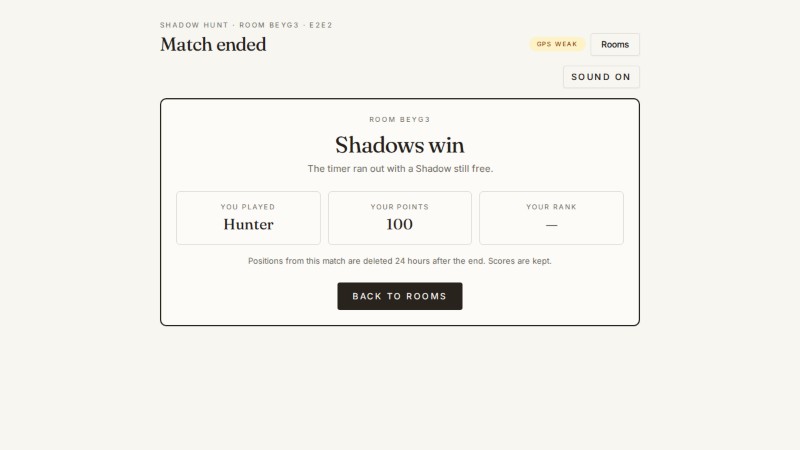 SHADOW HUNT · ROOM BEYG3 · E2E2
Match ended
GPS WEAK
Rooms
SOUND ON
ROOM BEYG3
Shadows win
The timer ran out with a Shadow still free.
YOU PLAYED
Hunter
YOUR POINTS
100
YOUR RANK
—
Positions from this match are deleted 24 hours after the end. Scores are kept.
BACK TO ROOMS